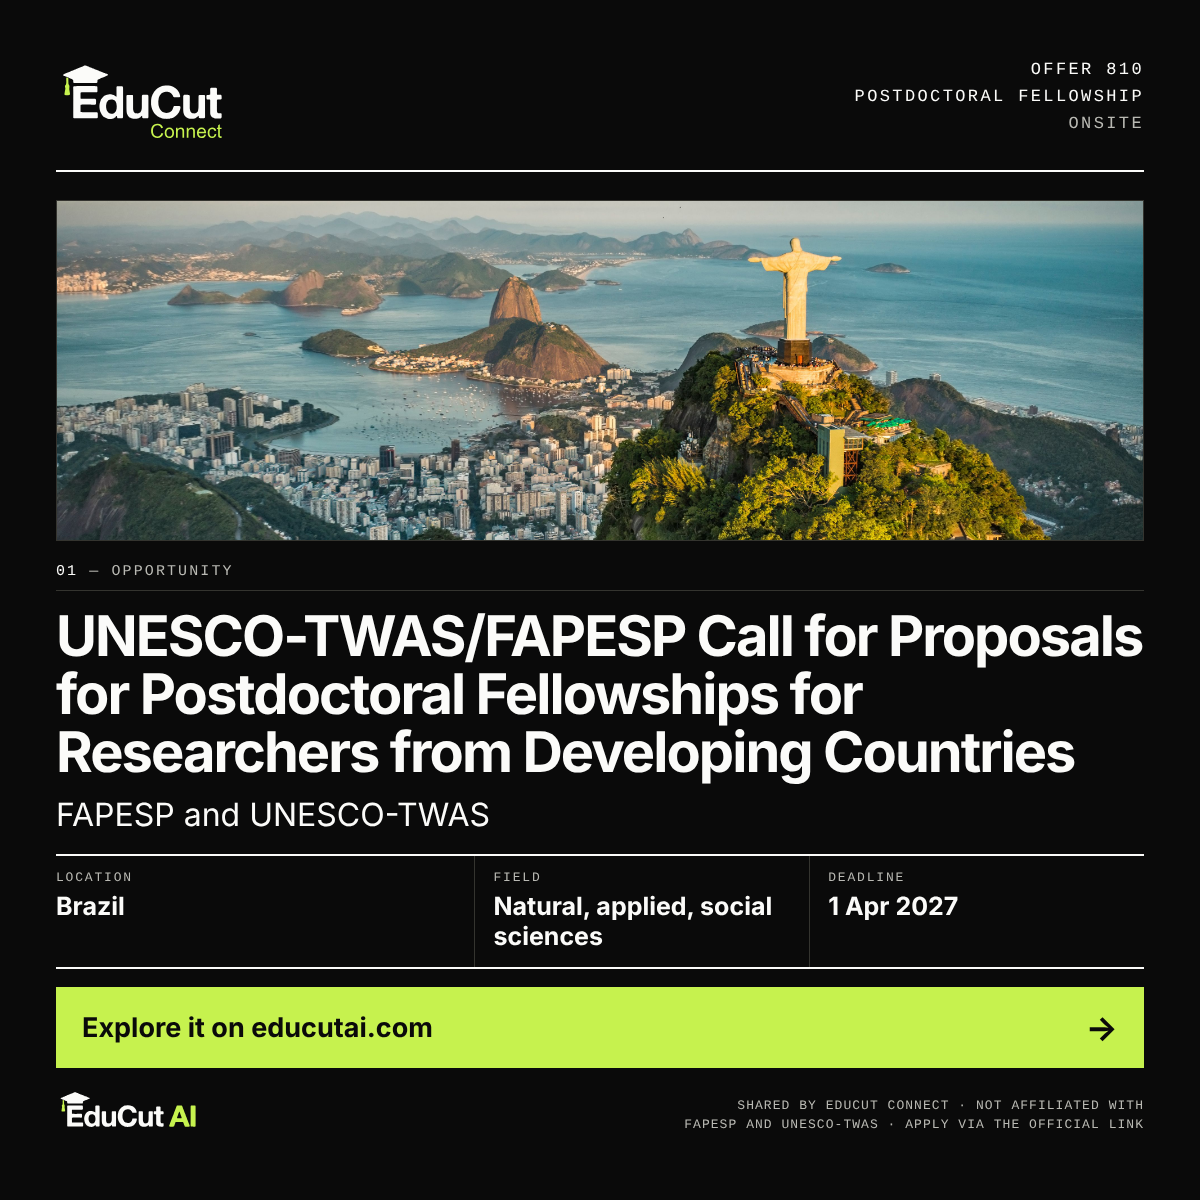 EduCut
Connect
OFFER 810
POSTDOCTORAL FELLOWSHIP
ONSITE
01 — OPPORTUNITY
UNESCO-TWAS/FAPESP Call for Proposals
for Postdoctoral Fellowships for
Researchers from Developing Countries
FAPESP and UNESCO-TWAS
LOCATION
Brazil
FIELD
Natural, applied, social
sciences
DEADLINE
1 Apr 2027
Explore it on educutai.com →
EduCut AI
SHARED BY EDUCUT CONNECT · NOT AFFILIATED WITH
FAPESP AND UNESCO-TWAS · APPLY VIA THE OFFICIAL LINK